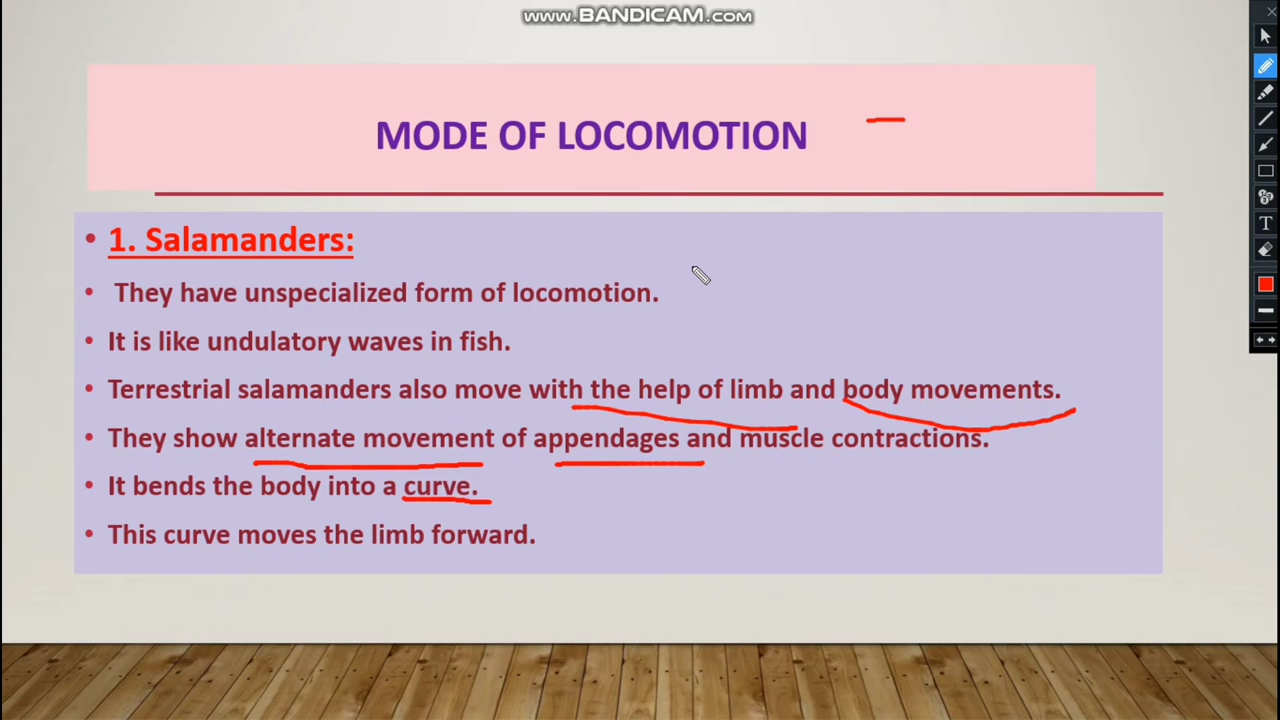 www.BANDICAM.com
MODE OF LOCOMOTION
• 1. Salamanders:
• They have unspecialized form of locomotion.
• It is like undulatory waves in fish.
• Terrestrial salamanders also move with the help of limb and body movements.
• They show alternate movement of appendages and muscle contractions.
• It bends the body into a curve.
• This curve moves the limb forward.
T